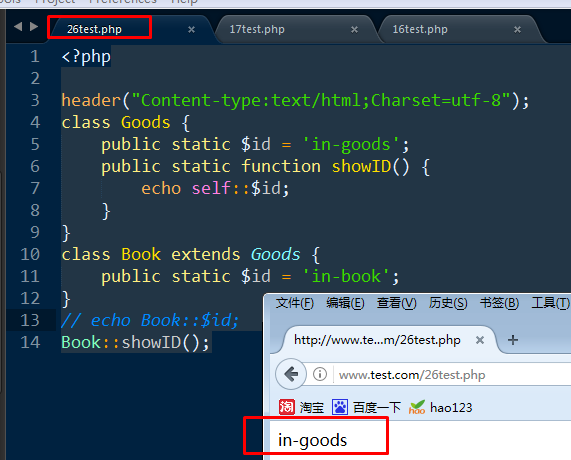 26test.php × 17test.php × 16test.php ×
1 <?php
2
3 header("Content-type:text/html;Charset=utf-8");
4 class Goods {
5     public static $id = 'in-goods';
6     public static function showID() {
7         echo self::$id;
8     }
9 }
10 class Book extends Goods {
11     public static $id = 'in-book';
12 }
13 // echo Book::$id;
14 Book::showID();
文件(F) 编辑(E) 查看(V) 历史(S) 书签(B) 工具(T)
http://www.te...m/26test.php × +
www.test.com/26test.php
淘 淘宝 百度一下 hao hao123
in-goods